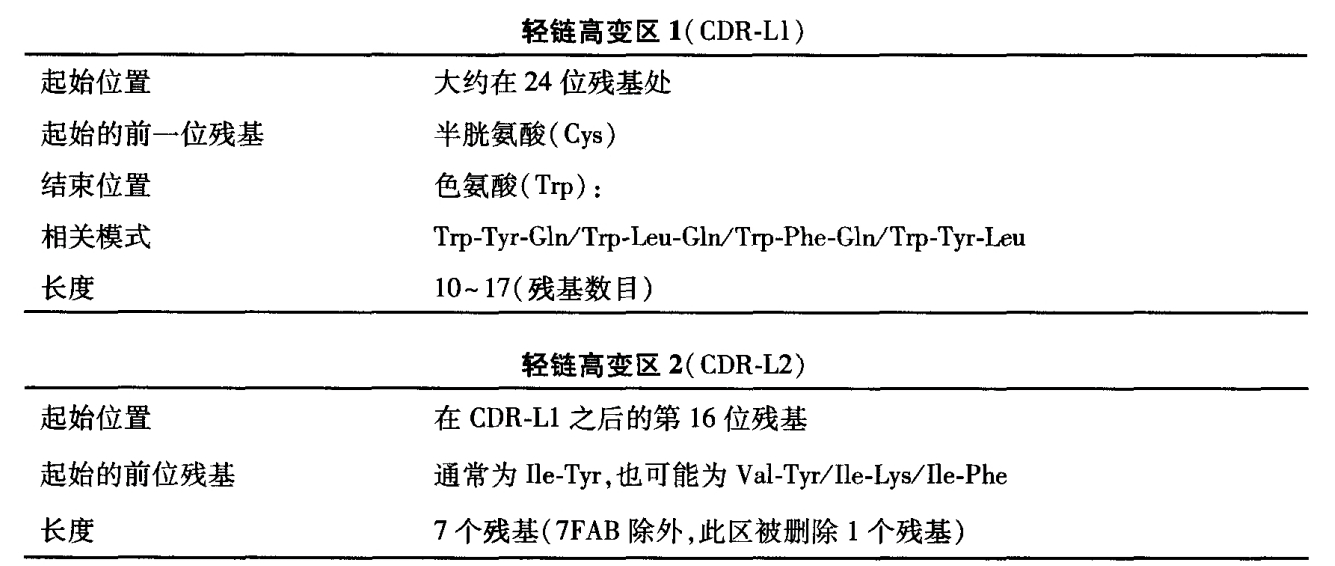 轻链高变区 1(CDR-L1)
起始位置 大约在 24 位残基处
起始的前一位残基 半胱氨酸(Cys)
结束位置 色氨酸(Trp):
相关模式 Trp-Tyr-Gln/Trp-Leu-Gln/Trp-Phe-Gln/Trp-Tyr-Leu
长度 10~17(残基数目)
轻链高变区 2(CDR-L2)
起始位置 在 CDR-L1 之后的第 16 位残基
起始的前位残基 通常为 Ile-Tyr,也可能为 Val-Tyr/Ile-Lys/Ile-Phe
长度 7 个残基(7FAB 除外,此区被删除 1 个残基)